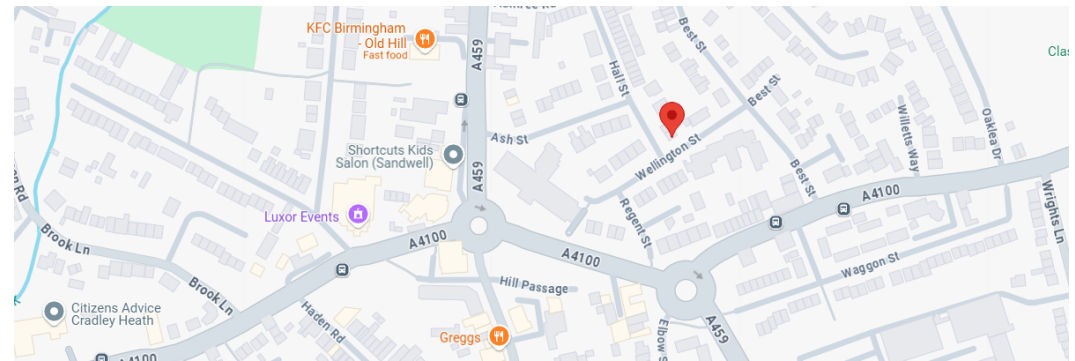 KFC Birmingham
- Old Hill
Fast food
A459
Hall St
Best St
Best St
Clas
Ash St
Shortcuts Kids
Salon (Sandwell)
A459
Wellington St
Willetts Way
Oaklea Dr
Best St
A4100
Wrights Ln
Luxor Events
A4100
Regent St
A4100
Brook Ln
Waggon St
Brook Ln
Hill Passage
Citizens Advice
Cradley Heath
Haden Rd
Greggs
Elbow S
A459
A4100